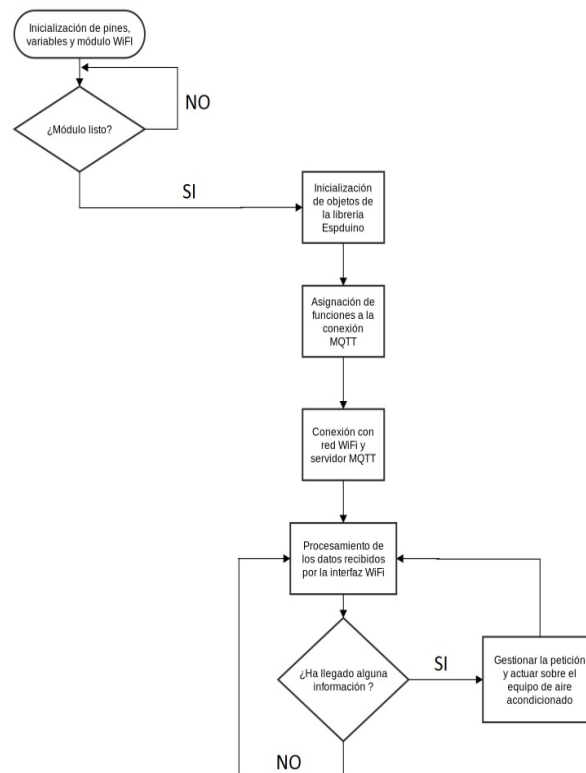 Inicialización de pines,
variables y módulo WiFI
NO
¿Módulo listo?
SI
Inicialización
de objetos de
la librería
Espduino
Asignación de
funciones a la
conexión
MQTT
Conexión con
red WiFi y
servidor MQTT
Procesamiento de
los datos recibidos
por la interfaz WiFi
¿Ha llegado alguna
información ?
SI
Gestionar la petición
y actuar sobre el
equipo de aire
acondicionado
NO